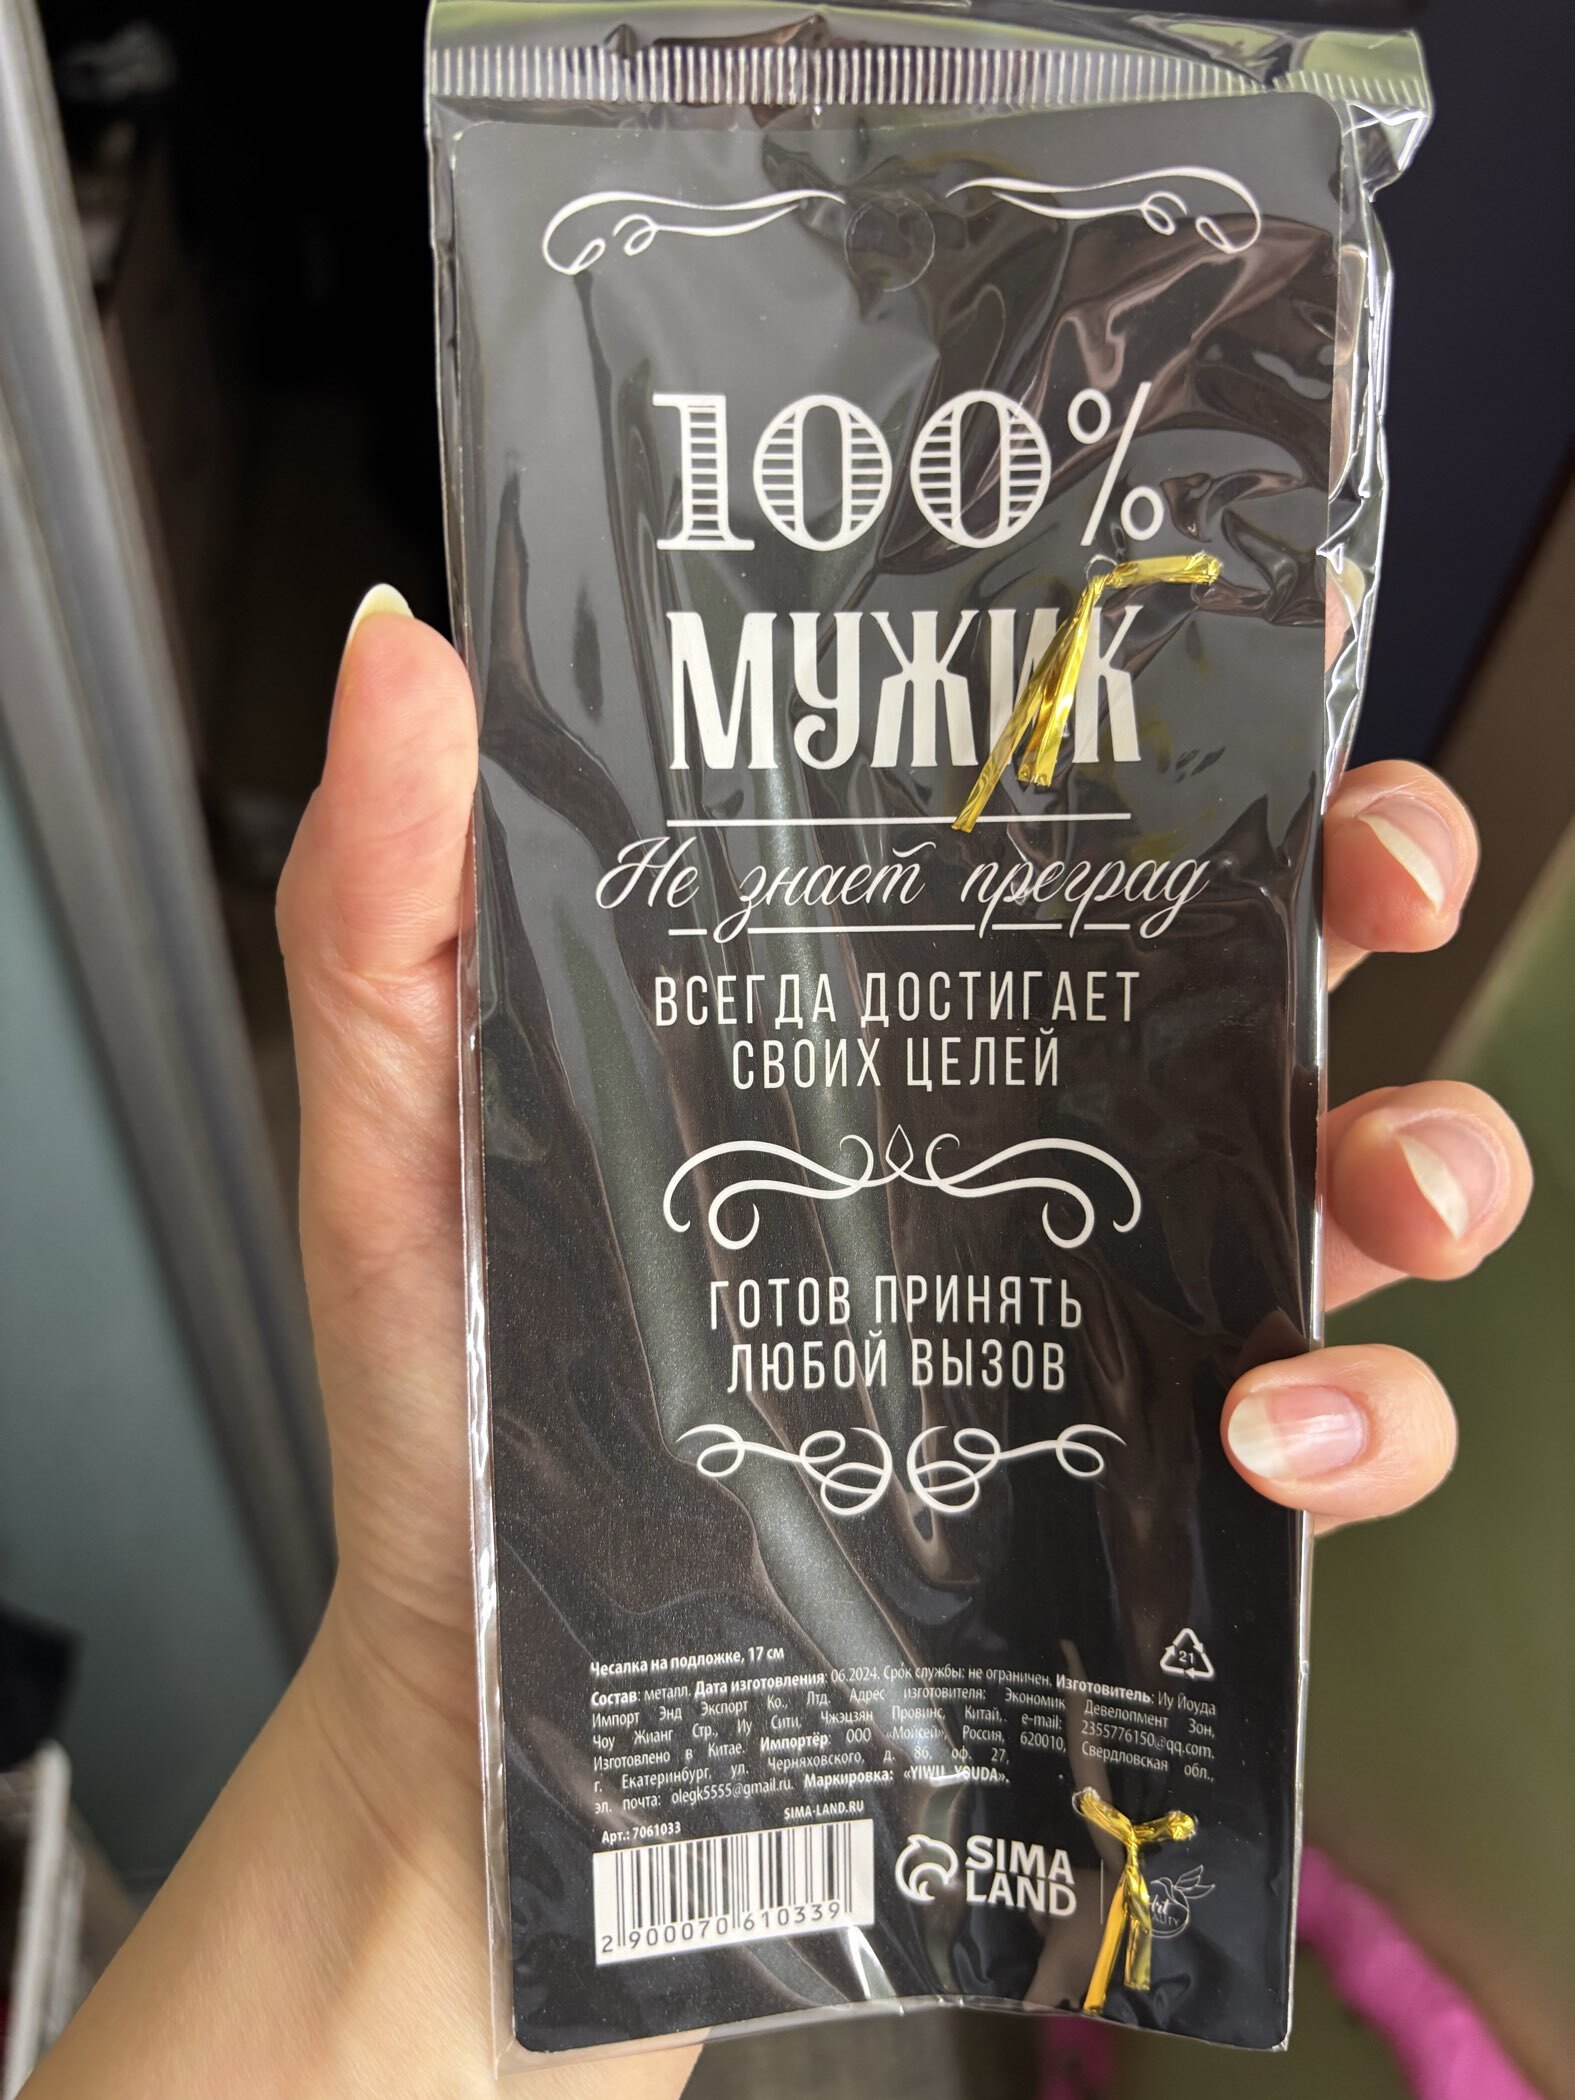 100%
МУЖИК
Не знает преград
ВСЕГДА ДОСТИГАЕТ
СВОИХ ЦЕЛЕЙ
ГОТОВ ПРИНЯТЬ
ЛЮБОЙ ВЫЗОВ
Чесалка на подложке, 17 см
21
Состав: металл. Дата изготовления: 06.2024. Срок службы: не ограничен. Изготовитель: Иу Йоуда
Импорт Энд Экспорт Ко., Лтд. Адрес изготовителя: Экономик Девелопмент Зон,
Чоу Жианг Стр., Иу Сити, Чжэцзян Провинс, Китай, e-mail: 2355776150@qq.com.
Изготовлено в Китае. Импортёр: ООО «Мойсей», Россия, 620010, Свердловская обл.,
г. Екатеринбург, ул. Черняховского, д. 86, оф. 27,
эл. почта: olegk5555@gmail.ru. Маркировка: «YIWU YOUDA».
SIMA-LAND.RU
Арт.: 7061033
2 900070 610339
SIMA
LAND
Art